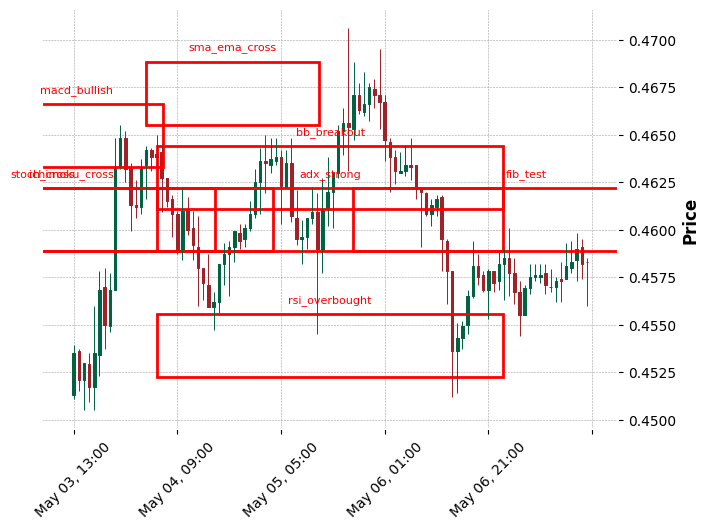 sma_ema_cross
0.4700
0.4675
macd_bullish
0.4650
bb_breakout
0.4625
adx_strong
fib_test
0.4600
Price
0.4575
rsi_overbought
0.4550
0.4525
0.4500
May 03, 13:00
May 04, 09:00
May 05, 05:00
May 06, 01:00
May 06, 21:00